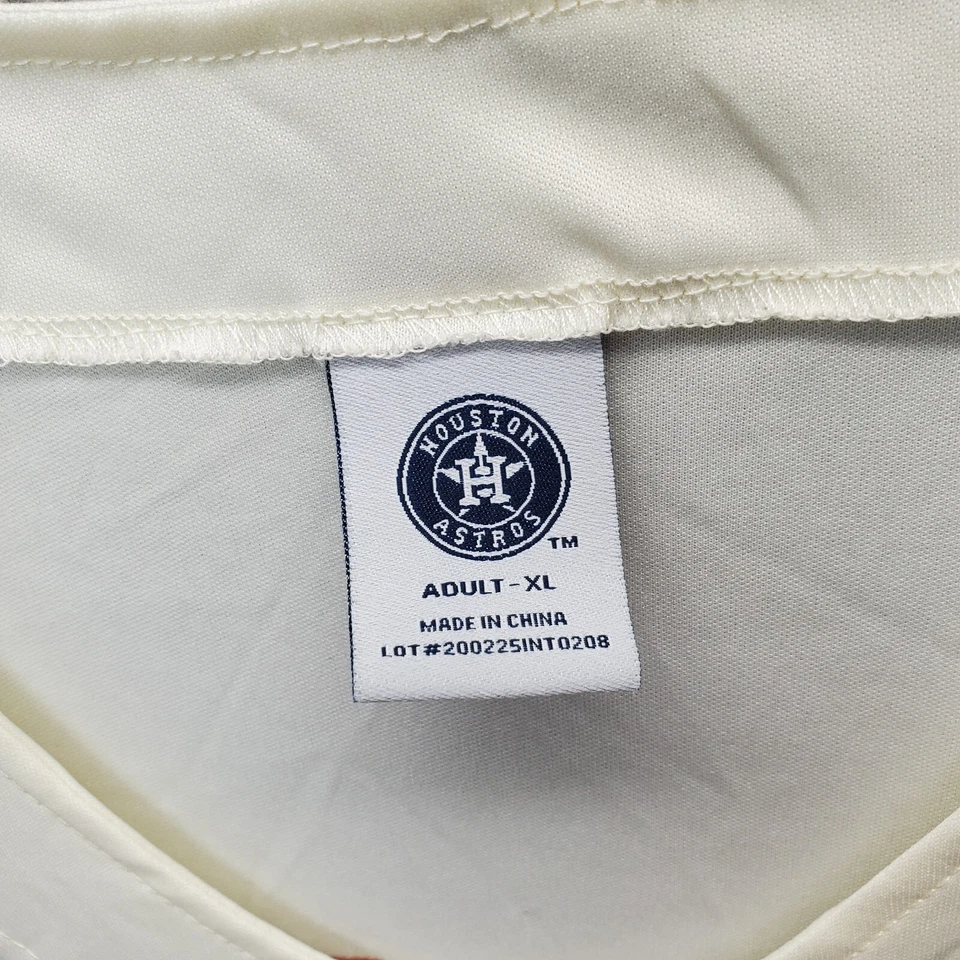 HOUSTON
H
ASTROS
TM
ADULT-XL
MADE IN CHINA
LOT#200225INT0208